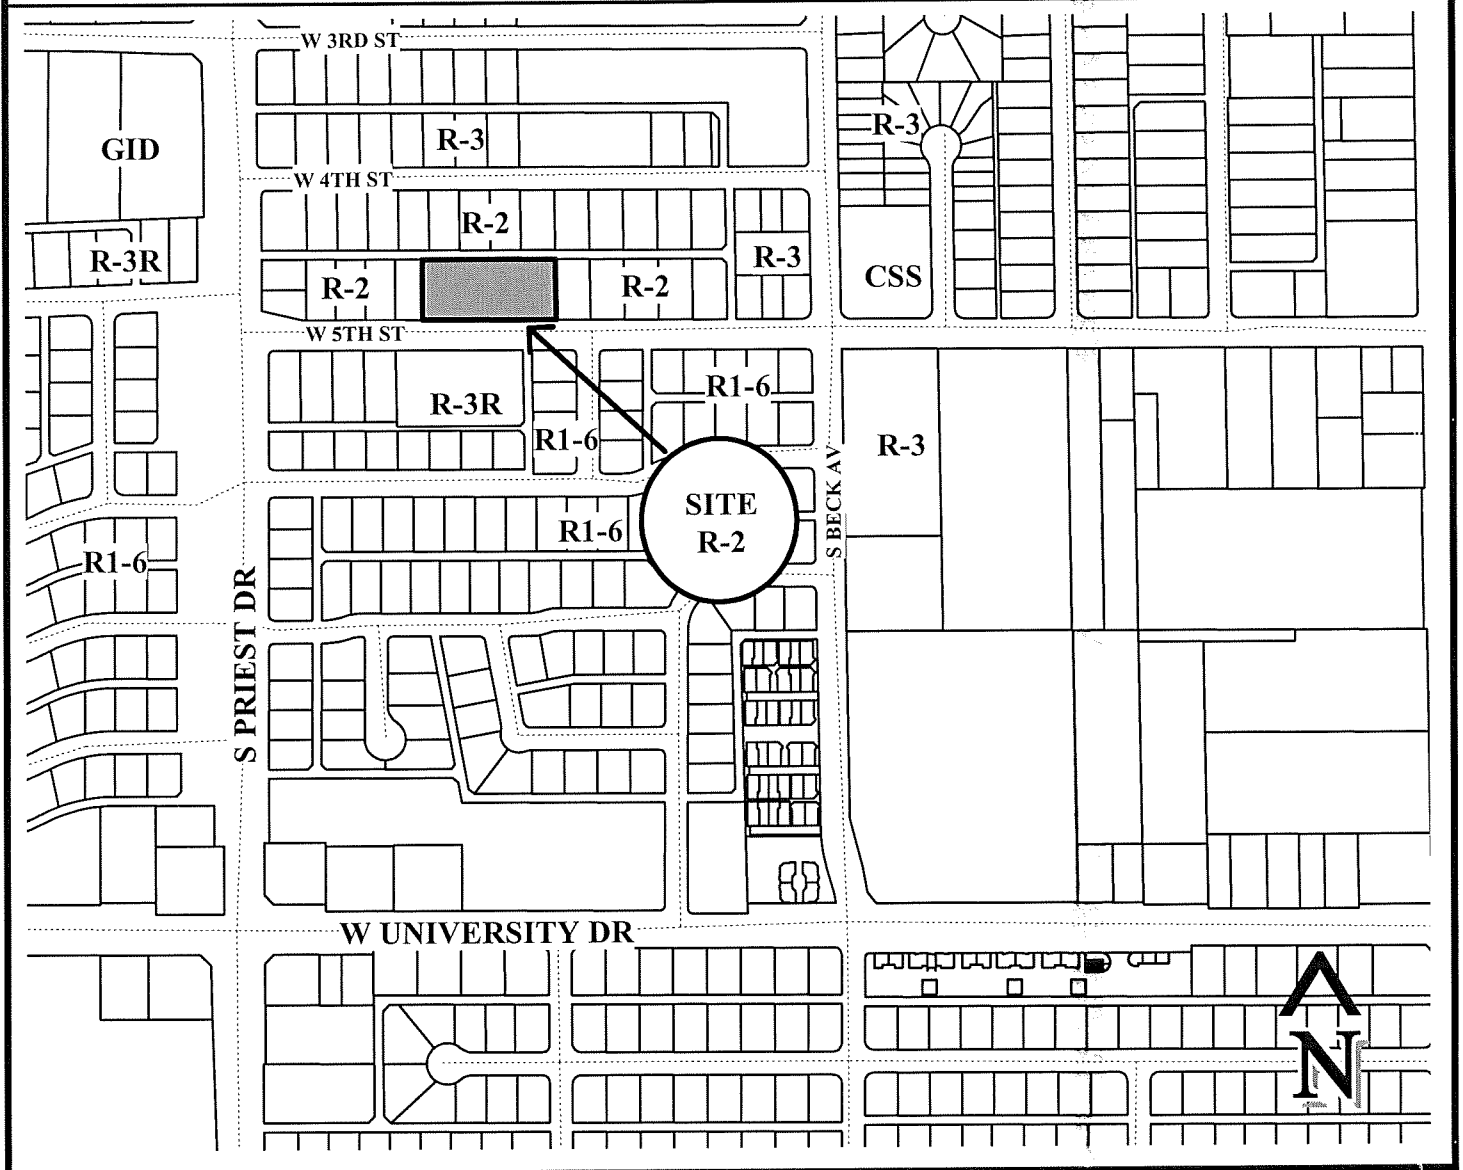 W 3RD ST
GID
R-3
R-3
W 4TH ST
R-2
R-3R
R-3
R-2
R-2
CSS
W 5TH ST
R1-6
R-3R
R1-6
R-3
S BECK AV
SITE
R-2
R1-6
R1-6
S PRIEST DR
W UNIVERSITY DR
N